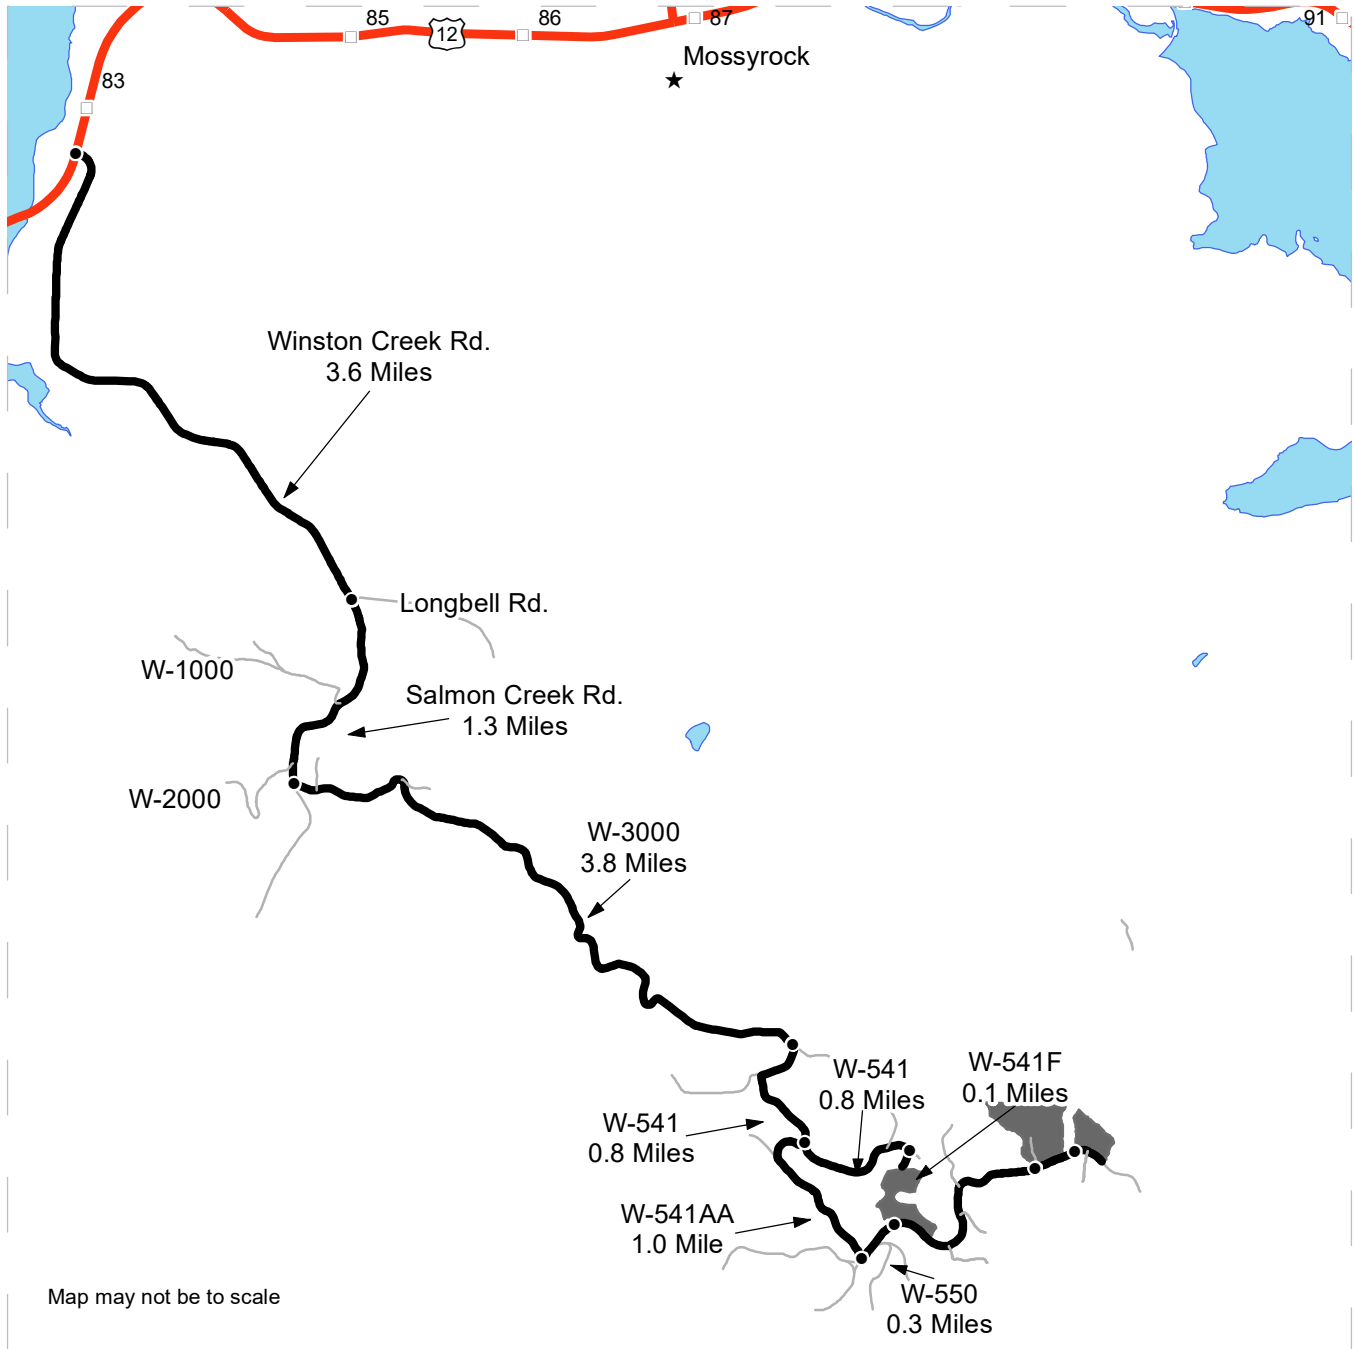 85
12
86
87
91
Mossyrock
83
Winston Creek Rd.
3.6 Miles
Longbell Rd.
W-1000
Salmon Creek Rd.
1.3 Miles
W-2000
W-3000
3.8 Miles
W-541
0.8 Miles
W-541F
0.1 Miles
W-541
0.8 Miles
W-541AA
1.0 Mile
W-550
0.3 Miles
Map may not be to scale